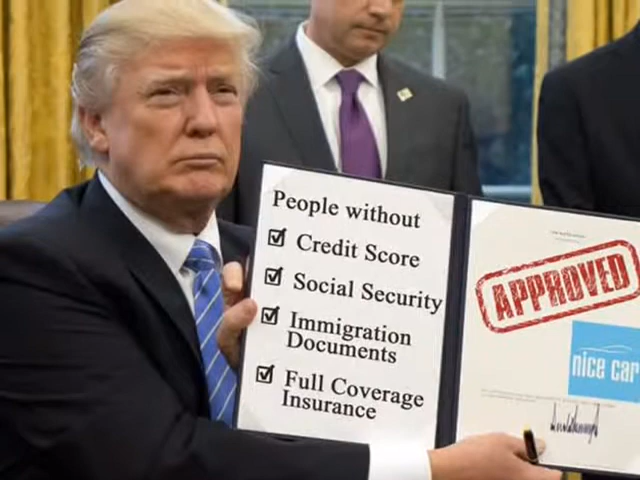 People without
☑ Credit Score
☑ Social Security
☑ Immigration
Documents
☑ Full Coverage
Insurance
APPROVED
nice car